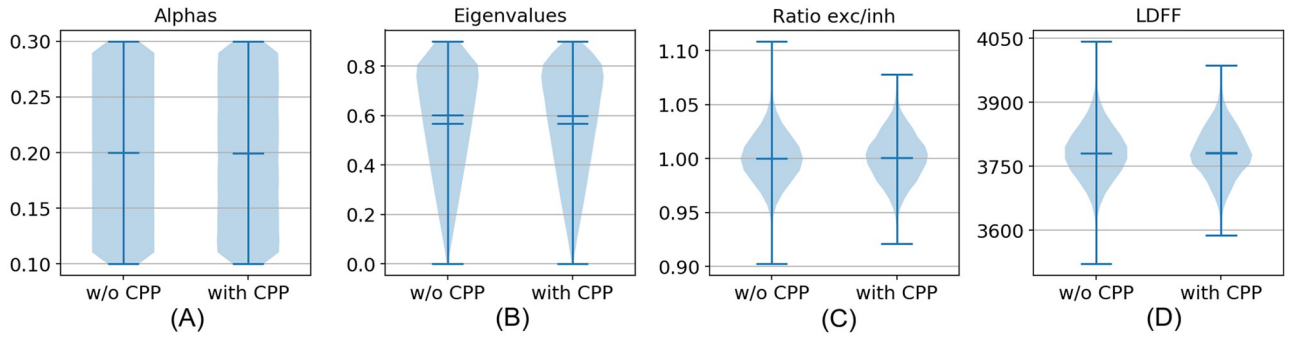 Alphas
0.30
0.25
0.20
0.15
0.10
w/o CPP with CPP
(A)
Eigenvalues
0.8
0.6
0.4
0.2
0.0
w/o CPP with CPP
(B)
Ratio exc/inh
1.10
1.05
1.00
0.95
0.90
w/o CPP with CPP
(C)
LDFF
4050
3900
3750
3600
w/o CPP with CPP
(D)